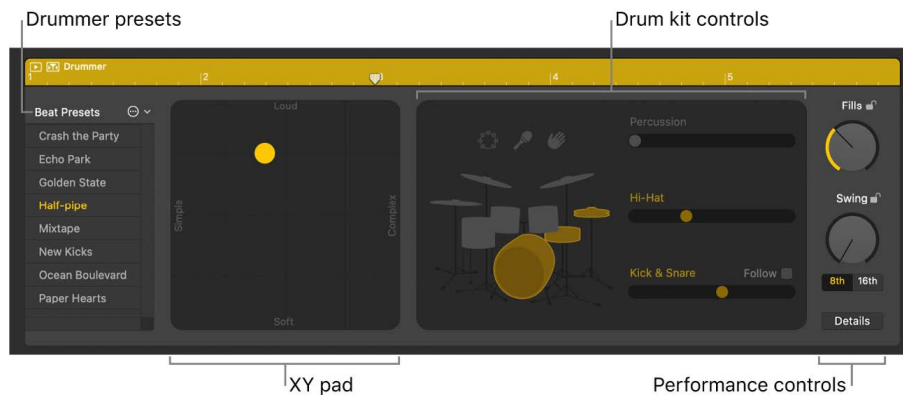 Drummer presets
Drum kit controls
Drummer
1 2 3 4 5
Beat Presets
Crash the Party
Echo Park
Golden State
Half-pipe
Mixtape
New Kicks
Ocean Boulevard
Paper Hearts
Loud
Simple
Complex
Soft
Percussion
Hi-Hat
Kick & Snare Follow
Fills
Swing
8th 16th
Details
XY pad
Performance controls